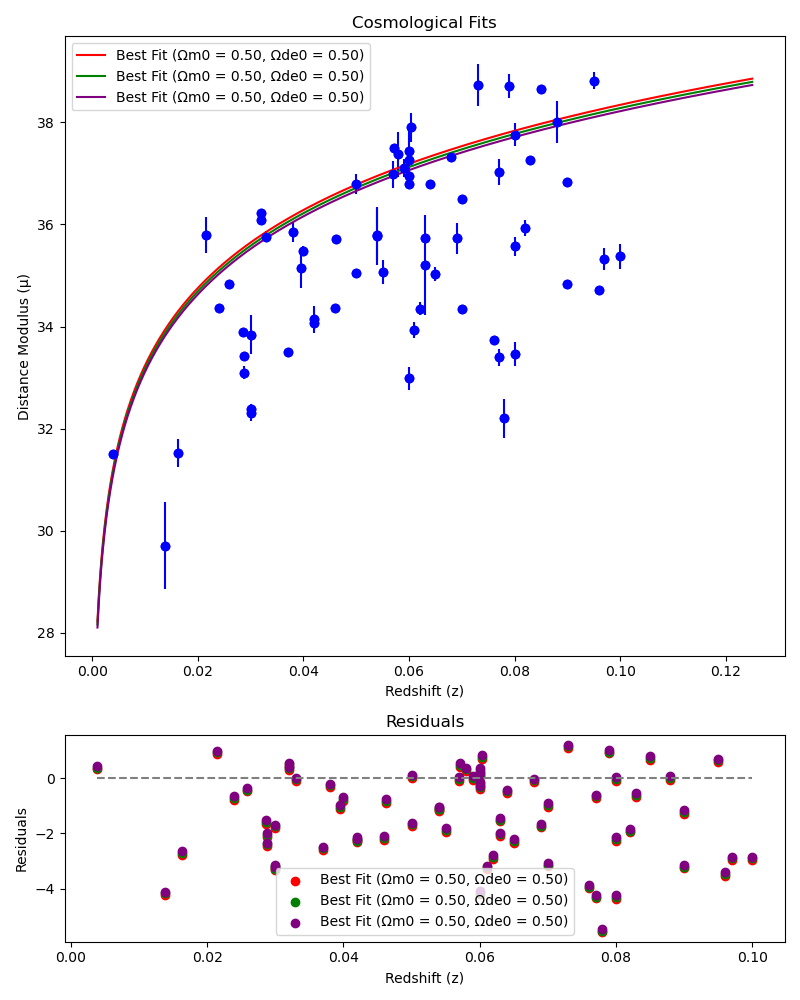 Cosmological Fits
Best Fit (Ωm0 = 0.50, Ωde0 = 0.50)
Best Fit (Ωm0 = 0.50, Ωde0 = 0.50)
Best Fit (Ωm0 = 0.50, Ωde0 = 0.50)
38
36
34
32
30
28
Distance Modulus (μ)
0.00 0.02 0.04 0.06 0.08 0.10 0.12
Redshift (z)
Residuals
0
−2
−4
Residuals
Best Fit (Ωm0 = 0.50, Ωde0 = 0.50)
Best Fit (Ωm0 = 0.50, Ωde0 = 0.50)
Best Fit (Ωm0 = 0.50, Ωde0 = 0.50)
0.00 0.02 0.04 0.06 0.08 0.10
Redshift (z)